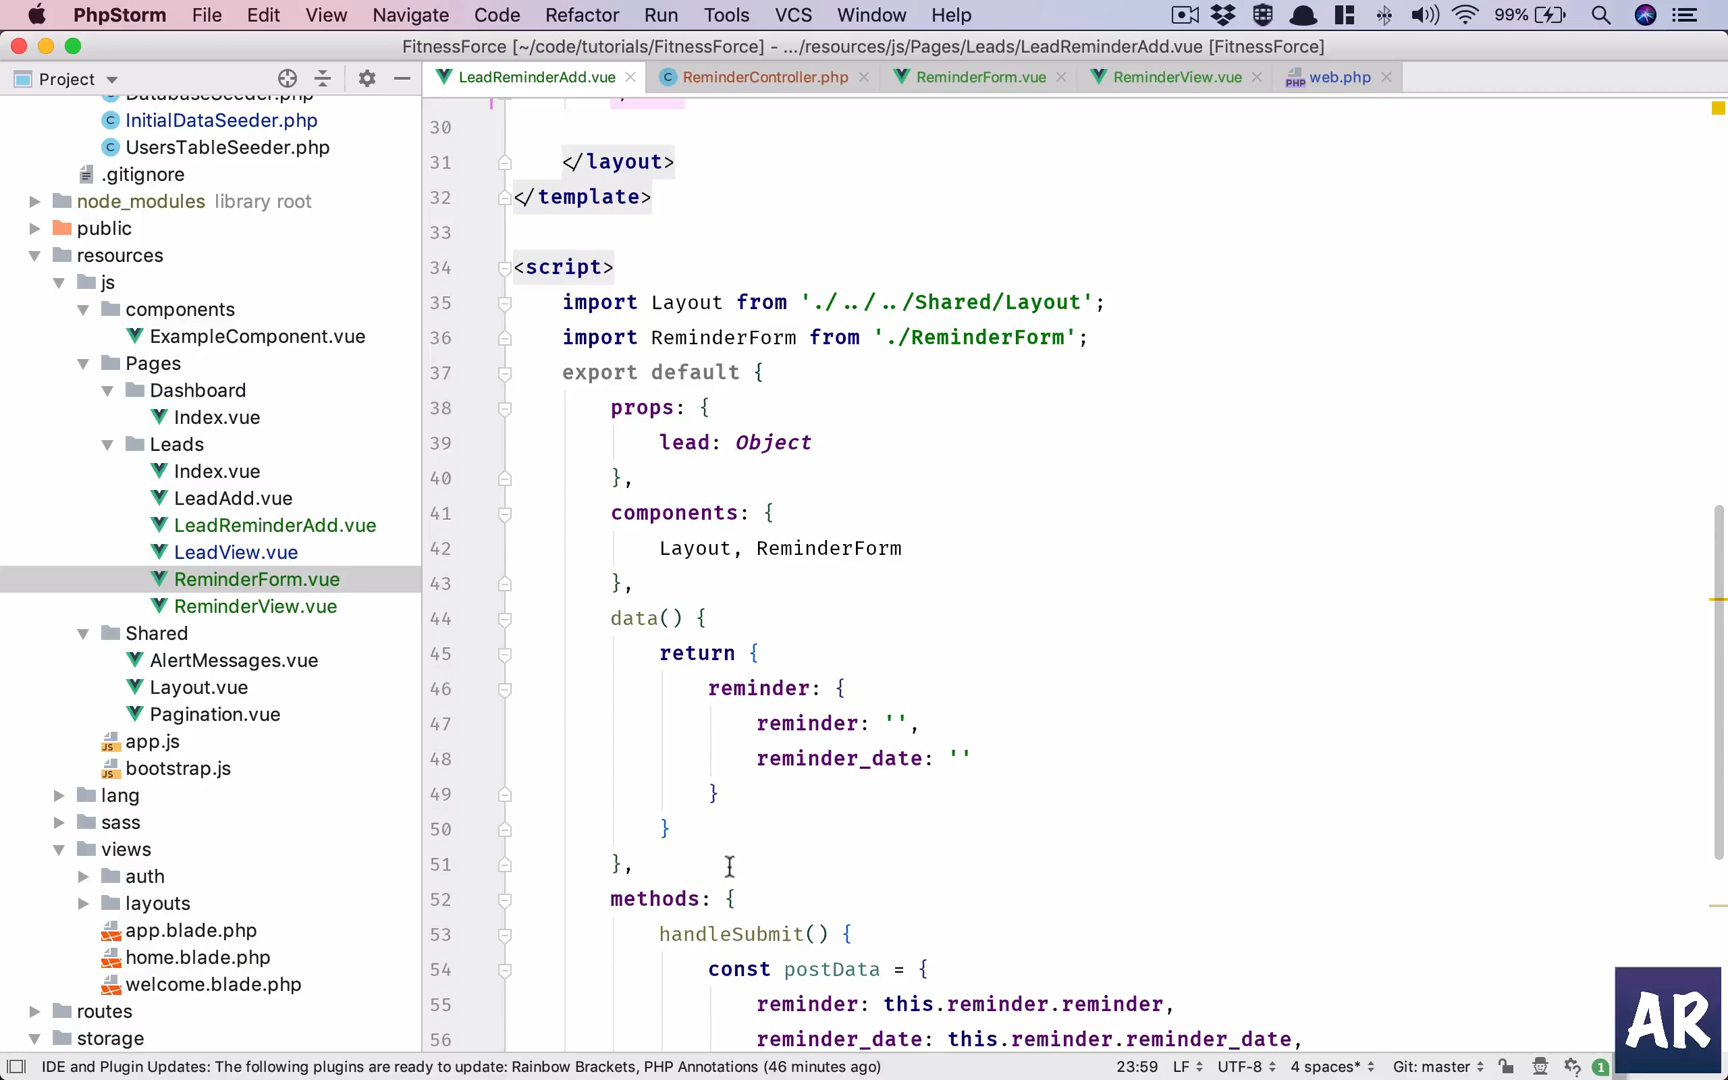 PhpStorm File Edit View Navigate Code Refactor Run Tools VCS Window Help 99%
FitnessForce [~/code/tutorials/FitnessForce] - .../resources/js/Pages/Leads/LeadReminderAdd.vue [FitnessForce]
Project
LeadReminderAdd.vue ReminderController.php ReminderForm.vue ReminderView.vue web.php
DatabaseSeeder.php
InitialDataSeeder.php
UsersTableSeeder.php
.gitignore
node_modules library root
public
resources
js
components
ExampleComponent.vue
Pages
Dashboard
Index.vue
Leads
Index.vue
LeadAdd.vue
LeadReminderAdd.vue
LeadView.vue
ReminderForm.vue
ReminderView.vue
Shared
AlertMessages.vue
Layout.vue
Pagination.vue
app.js
bootstrap.js
lang
sass
views
auth
layouts
app.blade.php
home.blade.php
welcome.blade.php
routes
storage
30
31 </layout>
32 </template>
33
34 <script>
35 import Layout from './../../Shared/Layout';
36 import ReminderForm from './ReminderForm';
37 export default {
38 props: {
39 lead: Object
40 },
41 components: {
42 Layout, ReminderForm
43 },
44 data() {
45 return {
46 reminder: {
47 reminder: '',
48 reminder_date: ''
49 }
50 }
51 },
52 methods: {
53 handleSubmit() {
54 const postData = {
55 reminder: this.reminder.reminder,
56 reminder_date: this.reminder.reminder_date,
AR
IDE and Plugin Updates: The following plugins are ready to update: Rainbow Brackets, PHP Annotations (46 minutes ago) 23:59 LF UTF-8 4 spaces* Git: master 1